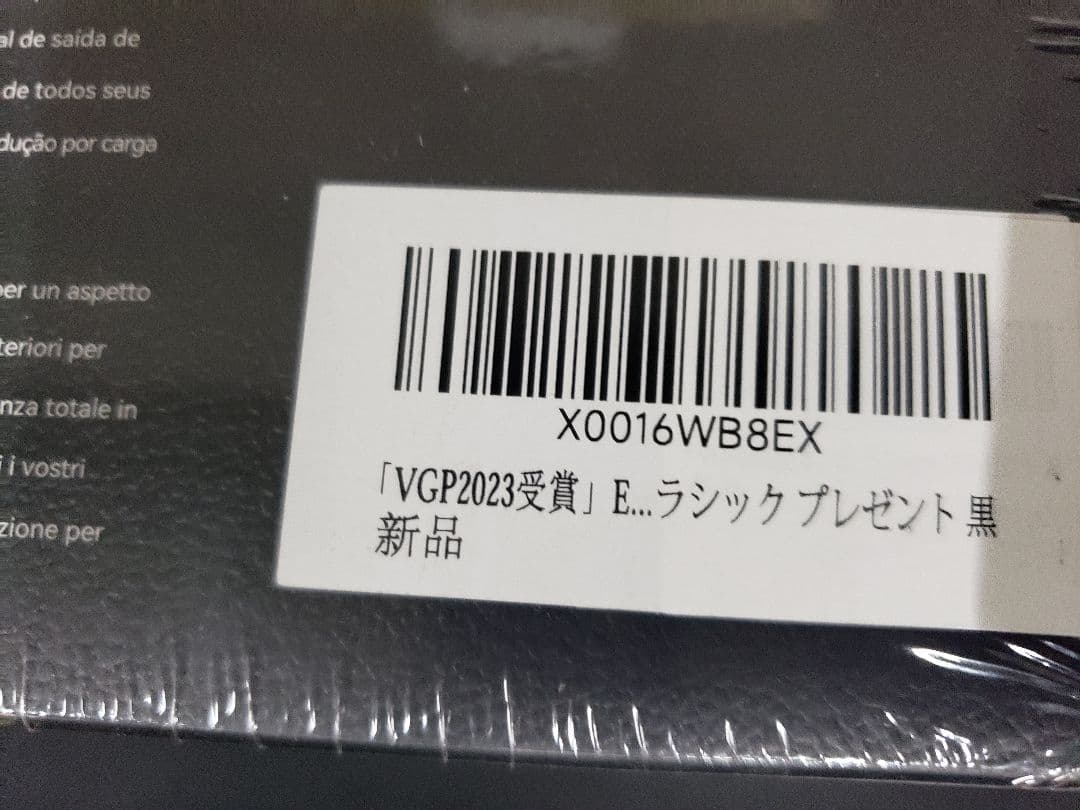 al de saída de
de todos seus
dução por carga
per un aspetto
teriori per
nza totale in
i i vostri
zione per
X0016WB8EX
「VGP2023受賞」E...ラシック プレゼント 黒
新品